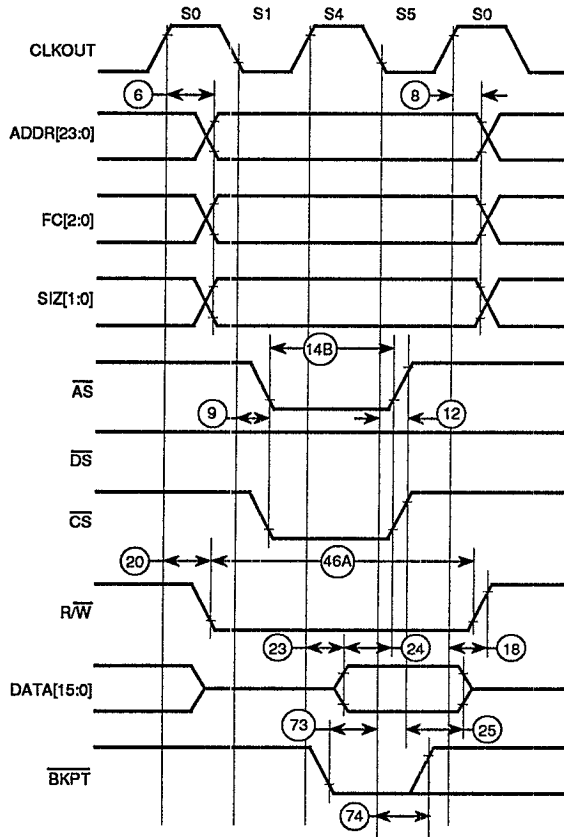 S0 S1 S4 S5 S0
CLKOUT
6 8
ADDR[23:0]
FC[2:0]
SIZ[1:0]
14B
AS
9 12
DS
CS
20 46A
R/W
23 24 18
DATA[15:0]
73 25
BKPT
74